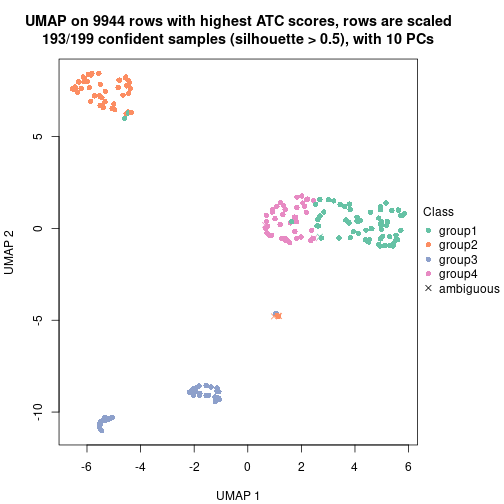 UMAP on 9944 rows with highest ATC scores, rows are scaled
193/199 confident samples (silhouette > 0.5), with 10 PCs
5
0
-5
-10
UMAP 2
-6
-4
-2
0
2
4
6
UMAP 1
Class
group1
group2
group3
group4
ambiguous